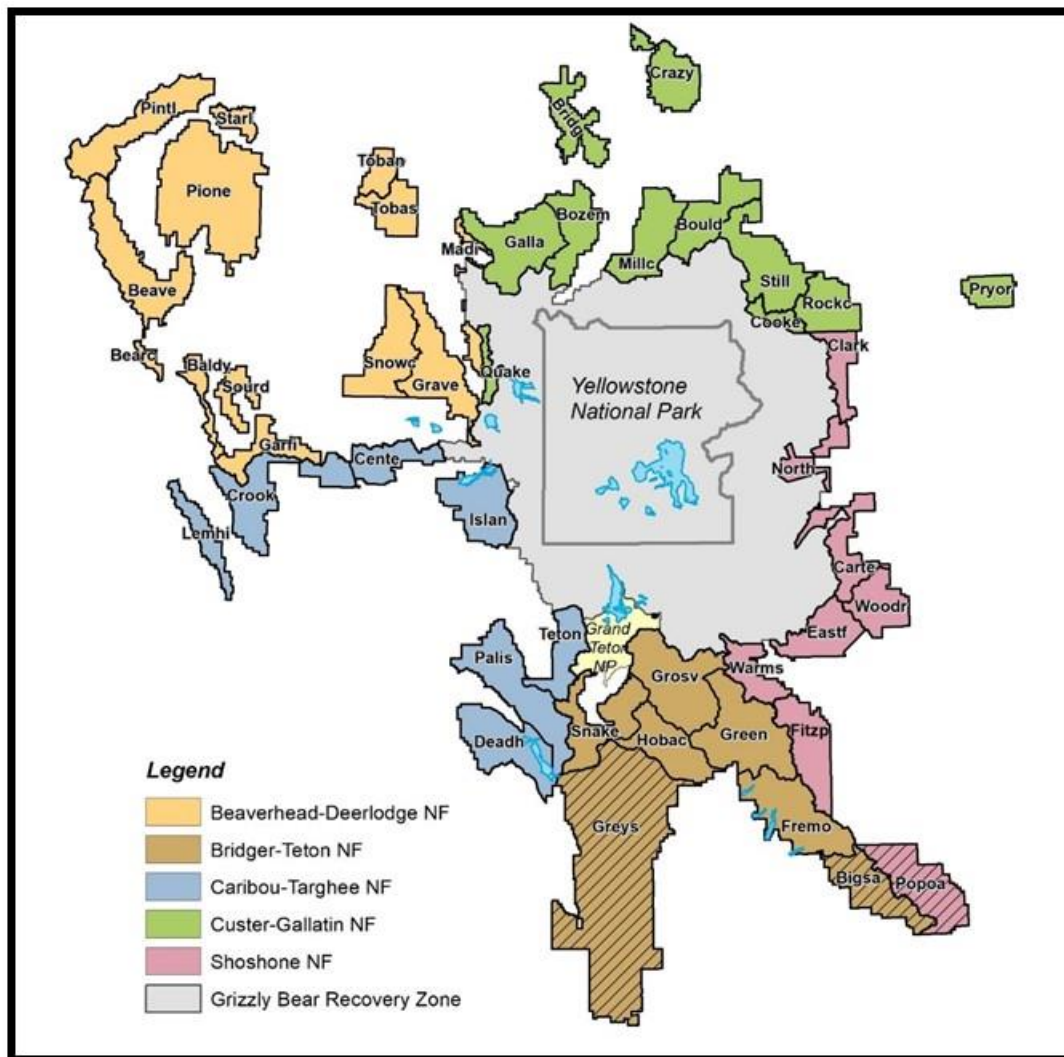 Crazy
Pintl
Starl
Bridg
Toban
Pione
Tobas
Bozem
Madi
Galla
Bould
Millc
Still
Beave
Rockc
Pryor
Cooke
Clark
Bearc
Baldy
Snowc
Sourd
Grave
Quake
Yellowstone
National Park
Garfi
Cente
North
Crook
Islan
Lemhi
Carte
Woodr
Eastf
Teton
Grand
Teton
NP
Palis
Warms
Grosv
Snake
Hobac
Green
Fitzp
Deadh
Greys
Fremo
Bigsa
Popoa
Legend
Beaverhead-Deerlodge NF
Bridger-Teton NF
Caribou-Targhee NF
Custer-Gallatin NF
Shoshone NF
Grizzly Bear Recovery Zone